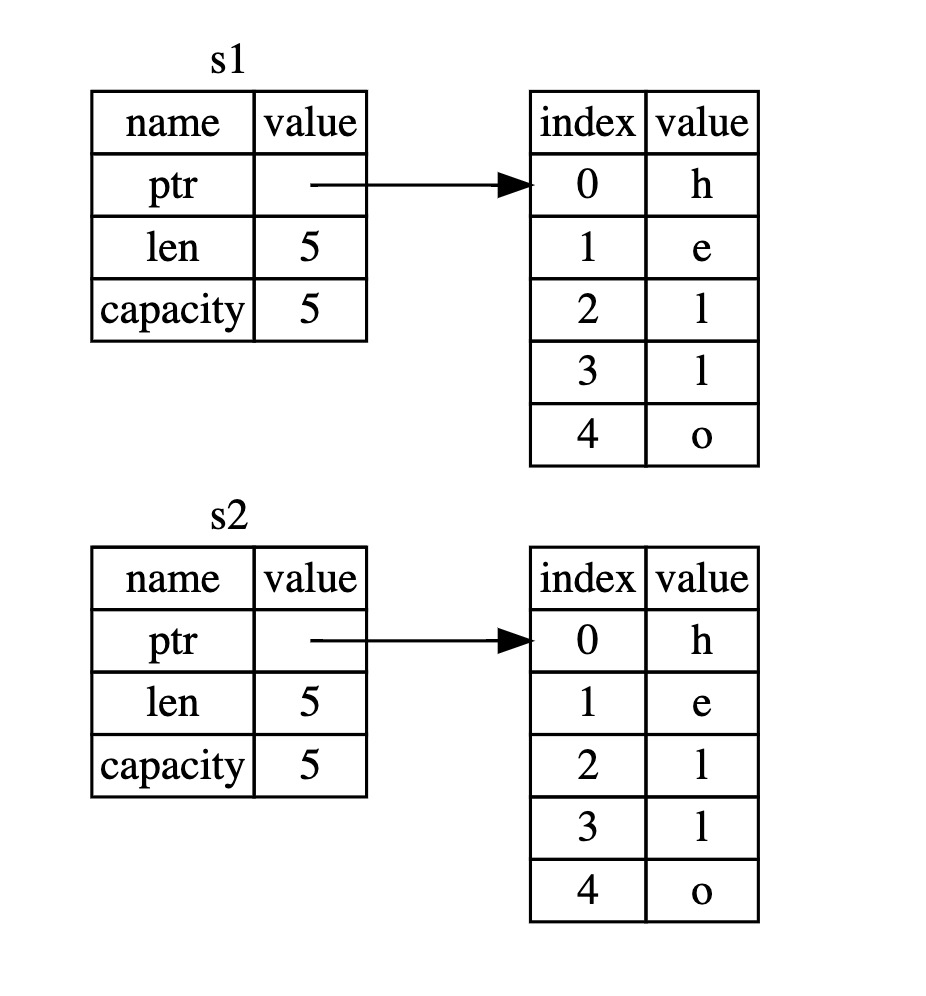 s1
name value
ptr
len 5
capacity 5
index value
0 h
1 e
2 l
3 l
4 o
s2
name value
ptr
len 5
capacity 5
index value
0 h
1 e
2 l
3 l
4 o